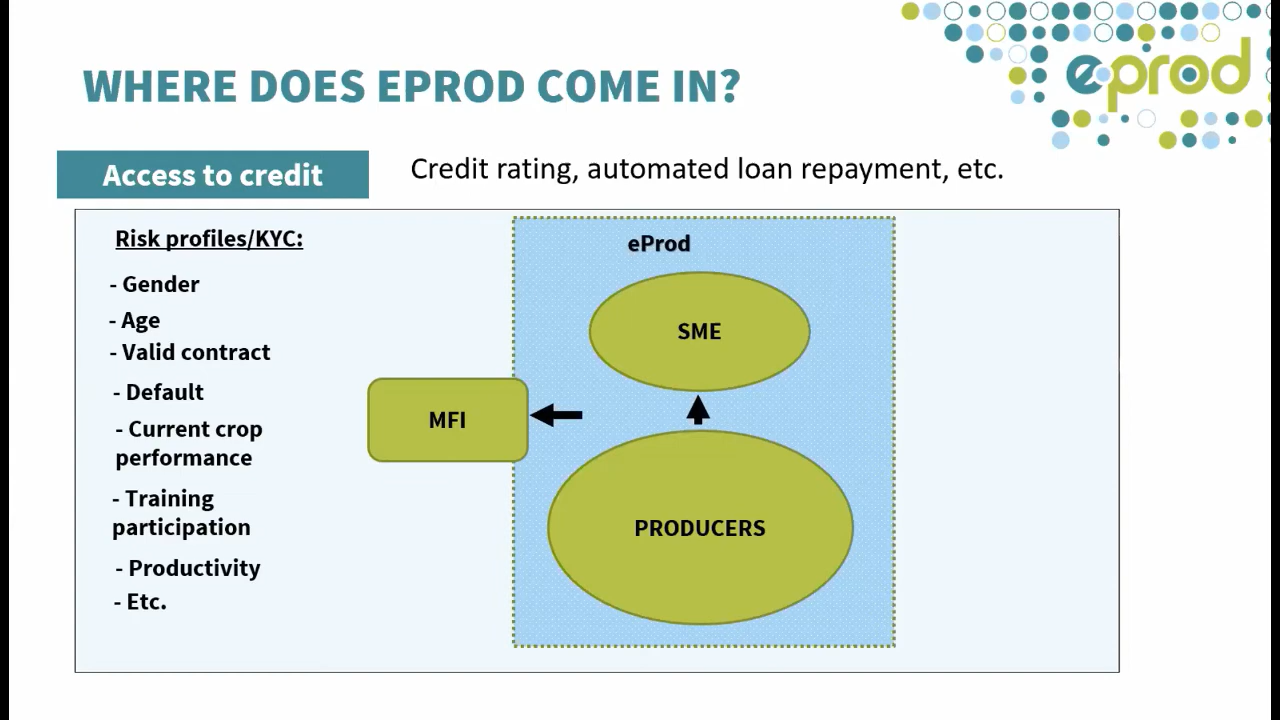 WHERE DOES EPROD COME IN?
eprod
Access to credit
Credit rating, automated loan repayment, etc.
Risk profiles/KYC:
- Gender
- Age
- Valid contract
- Default
- Current crop
performance
- Training
participation
- Productivity
- Etc.
eProd
SME
MFI
PRODUCERS